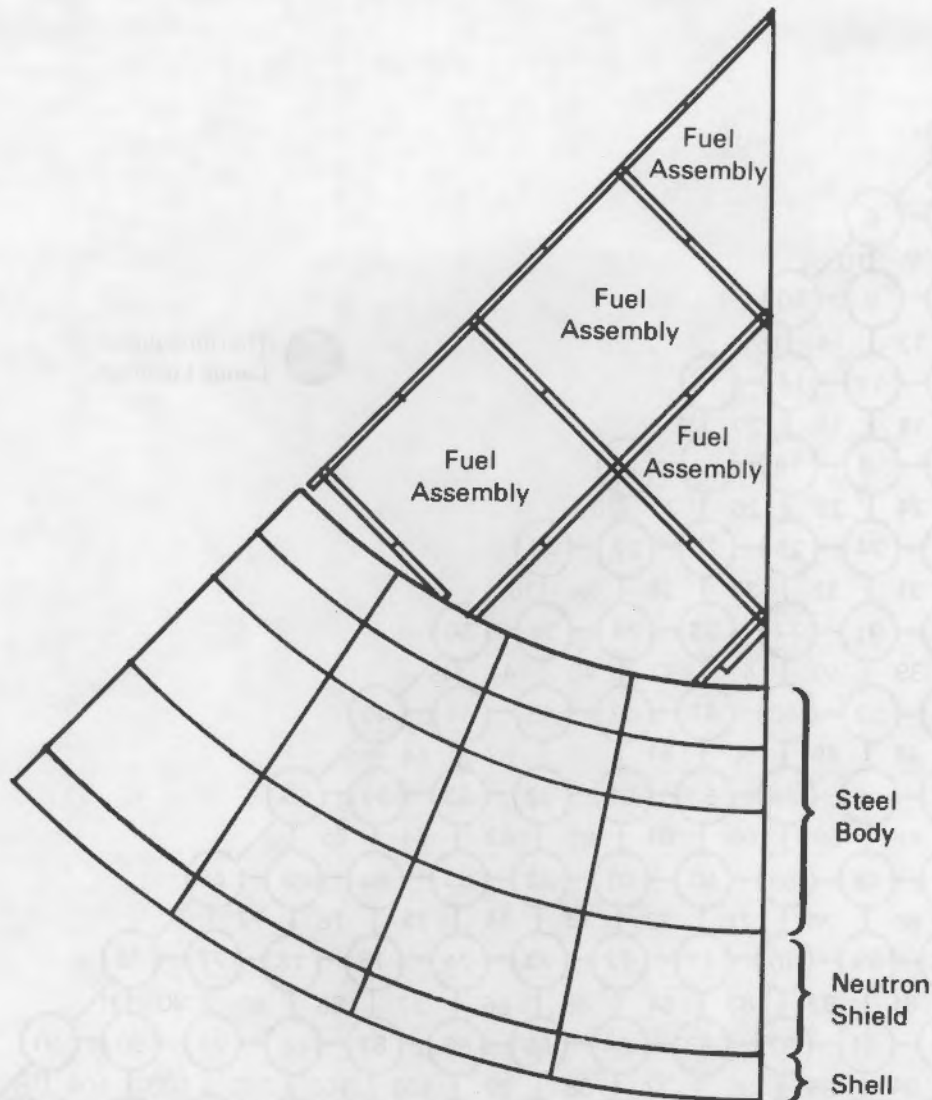 Fuel
Assembly
Fuel
Assembly
Fuel
Assembly
Fuel
Assembly
Steel
Body
Neutron
Shield
Shell